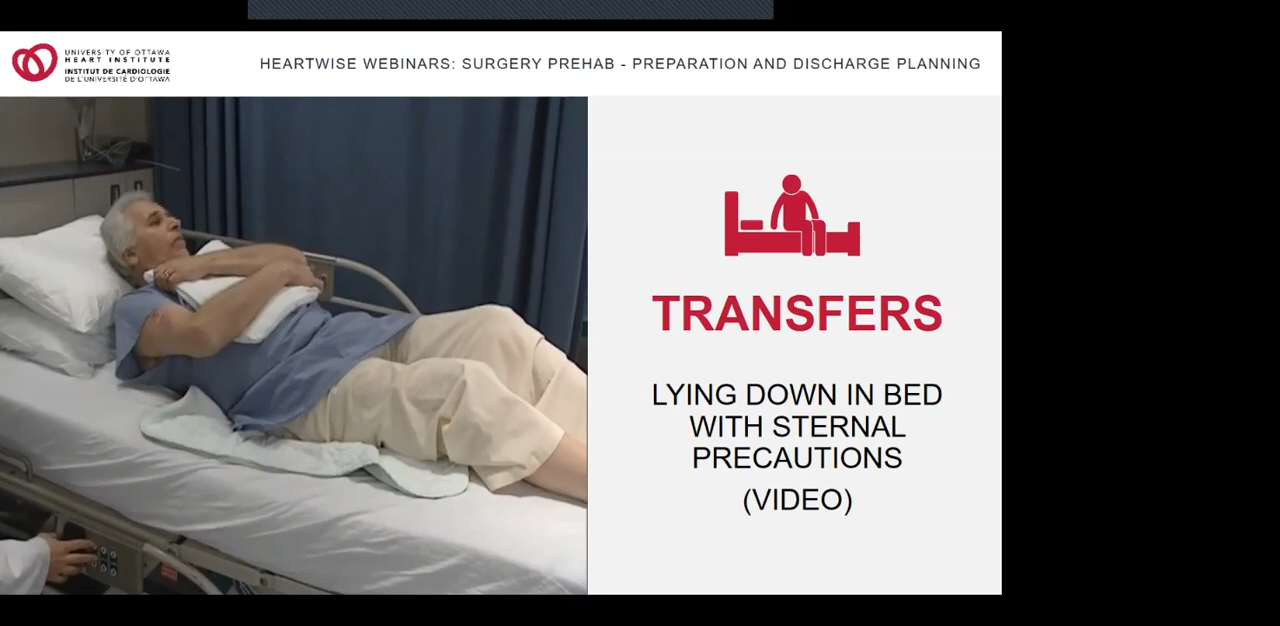 UNIVERSITY OF OTTAWA
HEART INSTITUTE
INSTITUT DE CARDIOLOGIE
DE L'UNIVERSITÉ D'OTTAWA
HEARTWISE WEBINARS: SURGERY PREHAB - PREPARATION AND DISCHARGE PLANNING
TRANSFERS
LYING DOWN IN BED
WITH STERNAL
PRECAUTIONS
(VIDEO)